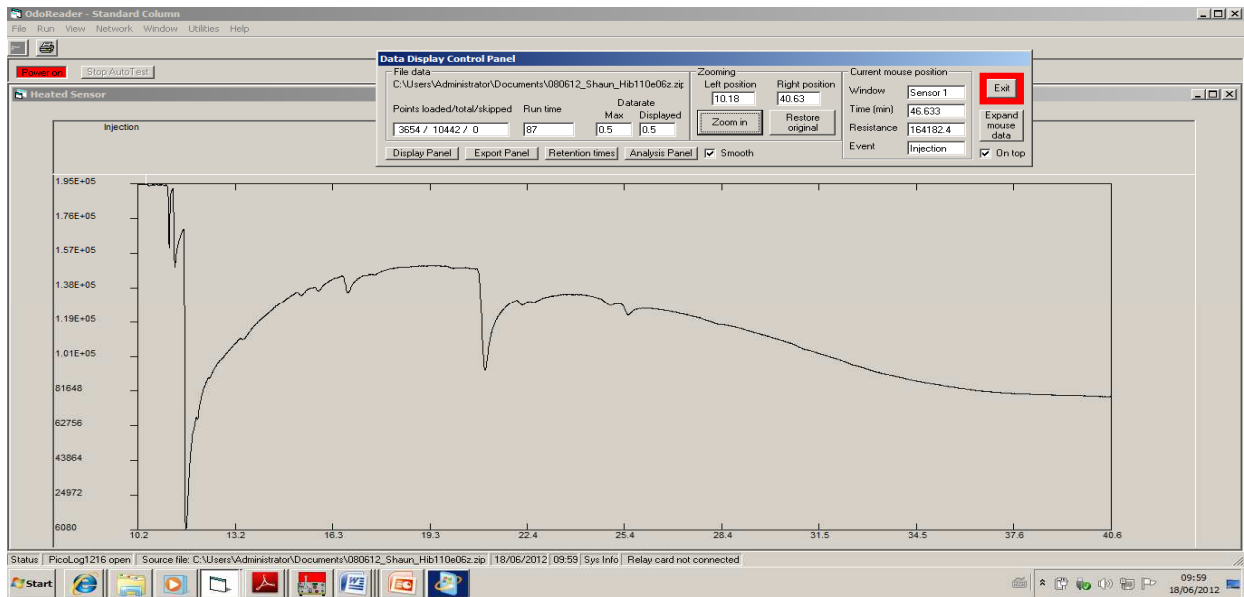 OdoReader - Standard Column
File Run View Network Window Utilities Help
Power on Stop AutoTest
Heated Sensor
Data Display Control Panel
File data
C:\Users\Administrator\Documents\080612_Shaun_Hib110e06z.zip
Points loaded/total/skipped Run time Datarate
Max Displayed
3654 / 10442 / 0 87 0.5 0.5
Zooming
Left position Right position
10.18 40.63
Zoom in Restore original
Current mouse position
Window Sensor 1
Time (min) 46.633
Resistance 164182.4
Event Injection
Exit
Expand mouse data
On top
Display Panel Export Panel Retention times Analysis Panel Smooth
Injection
1.95E+05
1.76E+05
1.57E+05
1.38E+05
1.19E+05
1.01E+05
81648
62756
43864
24972
6080
10.2 13.2 16.3 19.3 22.4 25.4 28.4 31.5 34.5 37.6 40.6
Status PicoLog1216 open Source file: C:\Users\Administrator\Documents\080612_Shaun_Hib110e06z.zip 18/06/2012 09:59 Sys Info Relay card not connected
Start
09:59
18/06/2012